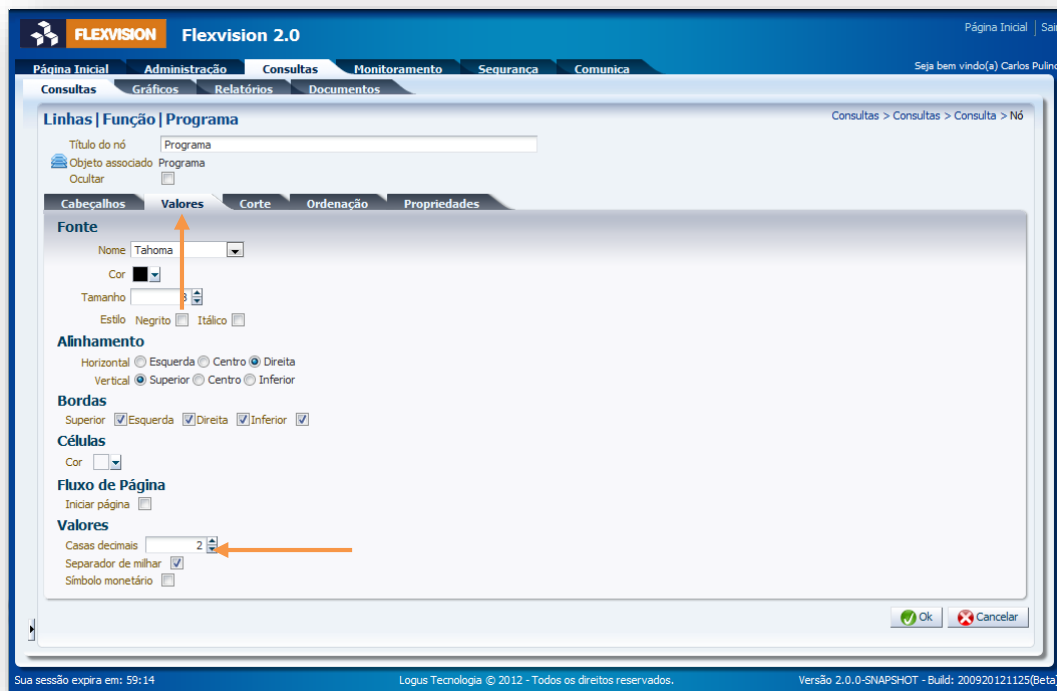 FLEXVISION Flexvision 2.0
Página Inicial Sair
Página Inicial Administração Consultas Monitoramento Segurança Comunica
Seja bem vindo(a) Carlos Pulino
Consultas Gráficos Relatórios Documentos
Linhas | Função | Programa
Consultas > Consultas > Consulta > Nó
Título do nó Programa
Objeto associado Programa
Ocultar
Cabeçalhos Valores Corte Ordenação Propriedades
Fonte
Nome Tahoma
Cor
Tamanho 8
Estilo Negrito Itálico
Alinhamento
Horizontal Esquerda Centro Direita
Vertical Superior Centro Inferior
Bordas
Superior Esquerda Direita Inferior
Células
Cor
Fluxo de Página
Iniciar página
Valores
Casas decimais 2
Separador de milhar
Símbolo monetário
Ok Cancelar
Sua sessão expira em: 59:14
Logus Tecnologia © 2012 - Todos os direitos reservados.
Versão 2.0.0-SNAPSHOT - Build: 200920121125(Beta)